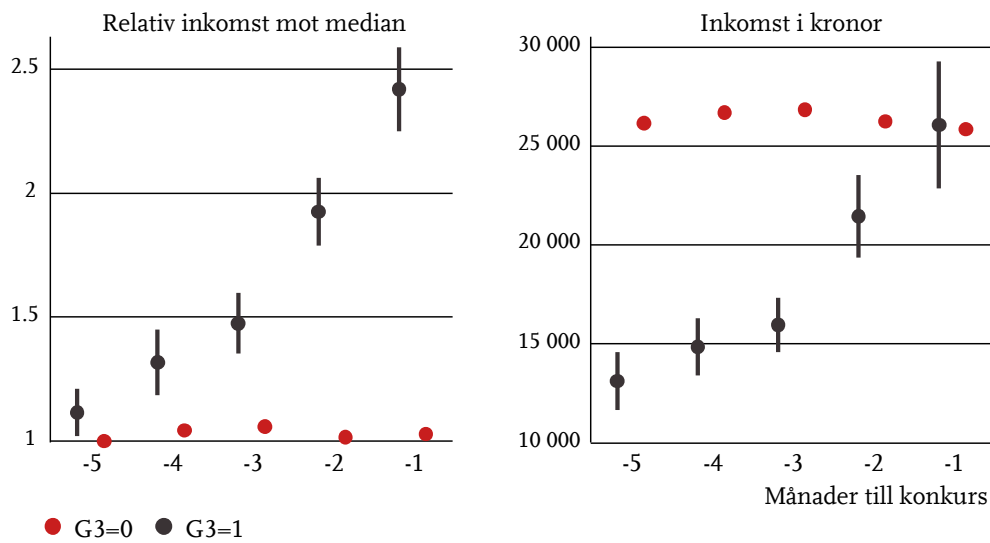 Relativ inkomst mot median
2.5
2
1.5
1
-5 -4 -3 -2 -1
Inkomst i kronor
30 000
25 000
20 000
15 000
10 000
-5 -4 -3 -2 -1
Månader till konkurs
G3=0 G3=1